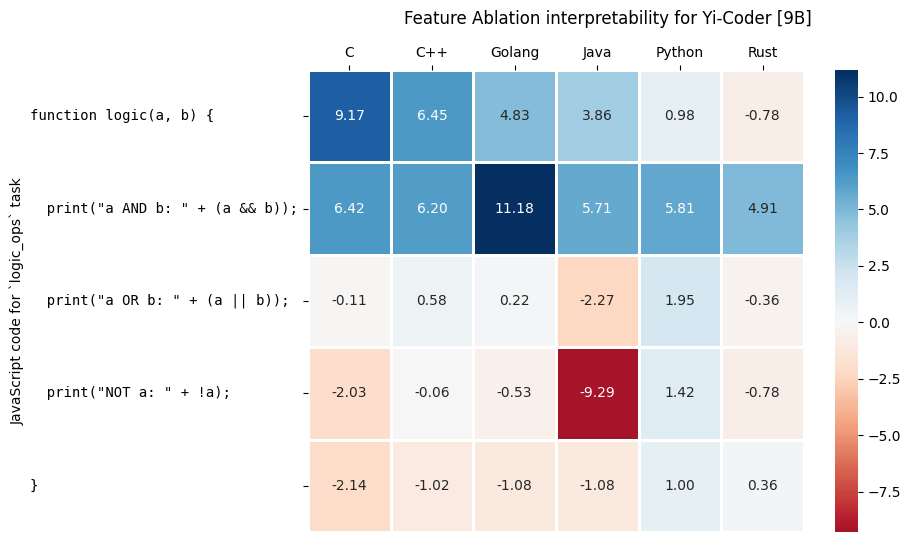 Feature Ablation interpretability for Yi-Coder [9B]
C C++ Golang Java Python Rust
JavaScript code for `logic_ops` task
function logic(a, b) { 9.17 6.45 4.83 3.86 0.98 -0.78
print("a AND b: " + (a && b)); 6.42 6.20 11.18 5.71 5.81 4.91
print("a OR b: " + (a || b)); -0.11 0.58 0.22 -2.27 1.95 -0.36
print("NOT a: " + !a); -2.03 -0.06 -0.53 -9.29 1.42 -0.78
} -2.14 -1.02 -1.08 -1.08 1.00 0.36
10.0
7.5
5.0
2.5
0.0
−2.5
−5.0
−7.5